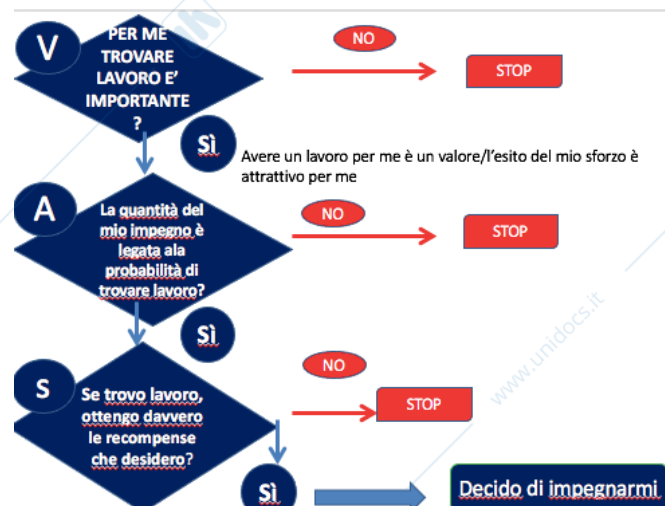 V
PER ME
TROVARE
LAVORO E'
IMPORTANTE
?
NO
STOP
Sì
Avere un lavoro per me è un valore/l'esito del mio sforzo è
attrattivo per me
A
La quantità del
mio impegno è
legata ala
probabilità di
trovare lavoro?
NO
STOP
Sì
S
Se trovo lavoro,
ottengo davvero
le recompense
che desidero?
NO
STOP
Sì
Decido di impegnarmi
www.unidocs.it